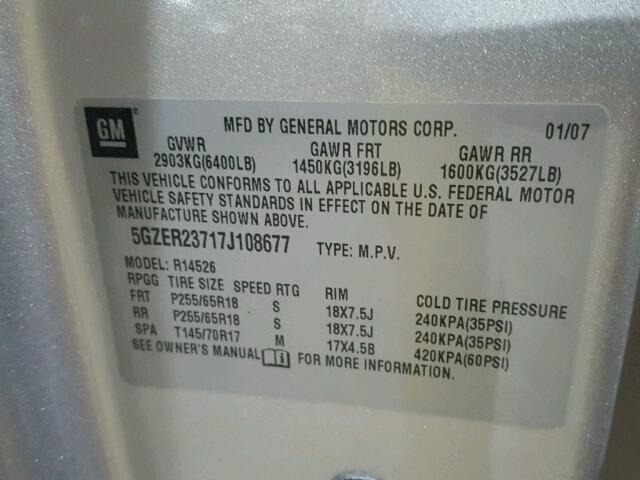 GM
MFD BY GENERAL MOTORS CORP. 01/07
GVWR GAWR FRT GAWR RR
2903KG(6400LB) 1450KG(3196LB) 1600KG(3527LB)
THIS VEHICLE CONFORMS TO ALL APPLICABLE U.S. FEDERAL MOTOR
VEHICLE SAFETY STANDARDS IN EFFECT ON THE DATE OF
MANUFACTURE SHOWN ABOVE.
5GZER23717J108677 TYPE: M.P.V.
MODEL: R14526
RPGG TIRE SIZE SPEED RTG RIM COLD TIRE PRESSURE
FRT P255/65R18 S 18X7.5J 240KPA(35PSI)
RR P255/65R18 S 18X7.5J 240KPA(35PSI)
SPA T145/70R17 M 17X4.5B 420KPA(60PSI)
SEE OWNER'S MANUAL FOR MORE INFORMATION.